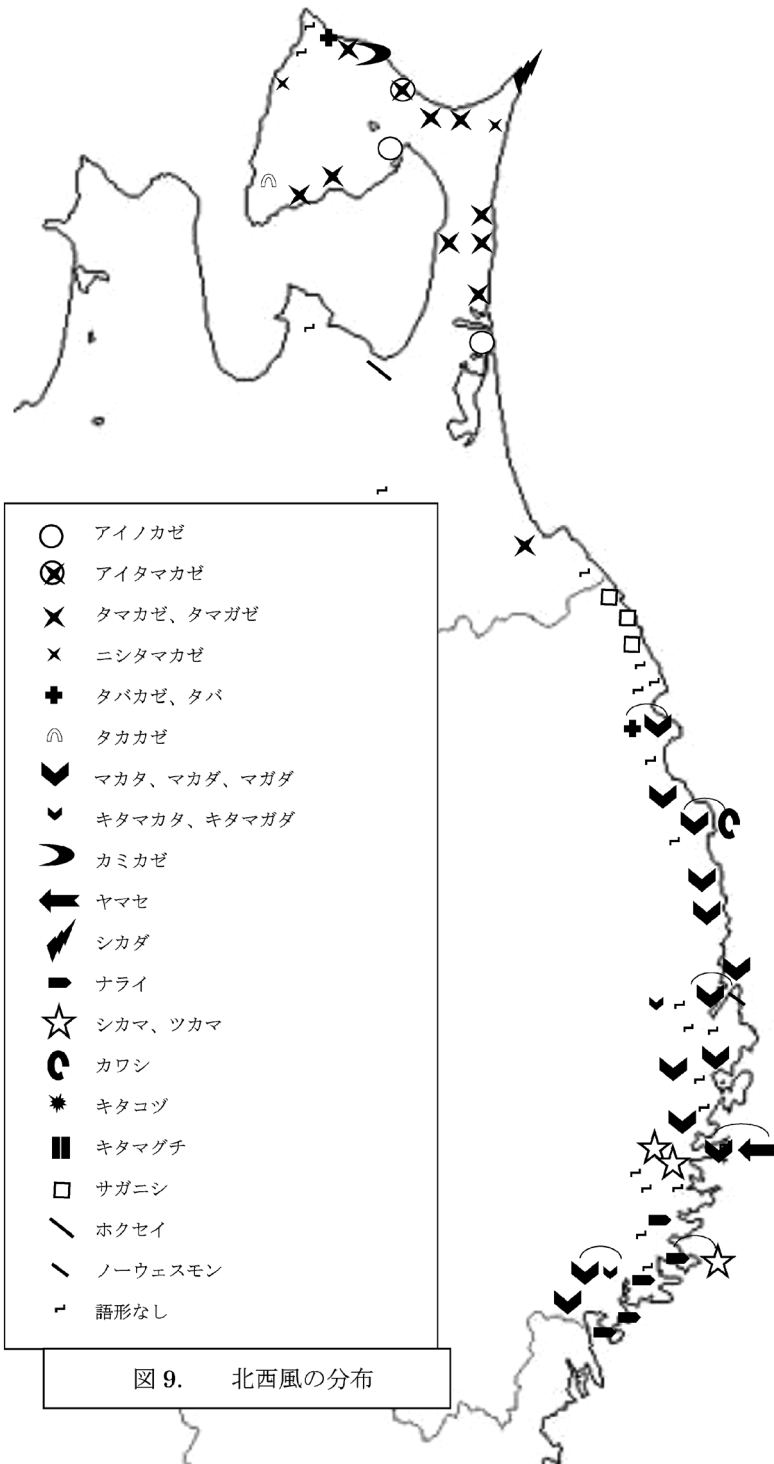 アイノカゼ
アイタマカゼ
タマカゼ、タマガゼ
ニシタマカゼ
タバカゼ、タバ
タカカゼ
マカタ、マカダ、マガダ
キタマカタ、キタマガダ
カミカゼ
ヤマセ
シカダ
ナライ
シカマ、ツカマ
カワシ
キタコヅ
キタマグチ
サガニシ
ホクセイ
ノーウェスモン
語形なし
図 9. 北西風の分布